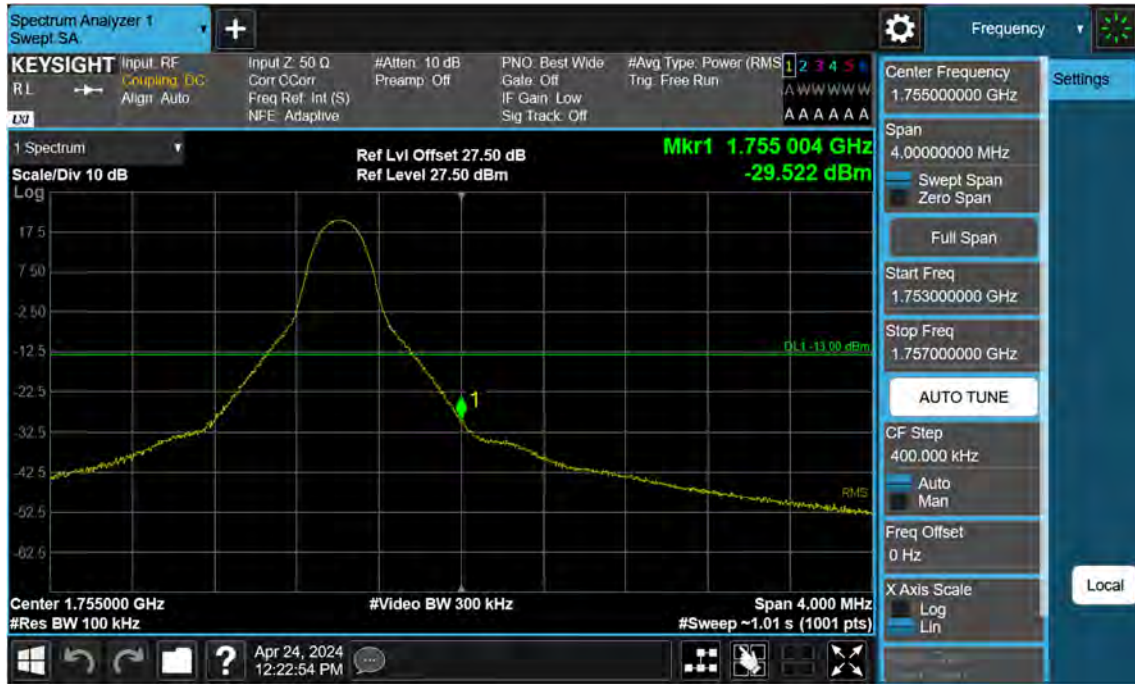 Spectrum Analyzer 1
Swept SA
+
Frequency
KEYSIGHT Input: RF Input Z: 50 Ω #Atten: 10 dB PNO: Best Wide #Avg Type: Power (RMS 1 2 3 4 5 6
RL Coupling: DC Corr CCorr Preamp: Off Gate: Off Trig: Free Run A W W W W W
Align: Auto Freq Ref: Int (S) IF Gain: Low
LXI NFE: Adaptive Sig Track: Off A A A A A A
1 Spectrum
Scale/Div 10 dB
Ref Lvl Offset 27.50 dB
Ref Level 27.50 dBm
Mkr1 1.755 004 GHz
-29.522 dBm
Log
17.5
7.50
-2.50
-12.5
-22.5
-32.5
-42.5
-52.5
-62.5
DL1 -13.00 dBm
1
RMS
Center 1.755000 GHz #Video BW 300 kHz Span 4.000 MHz
#Res BW 100 kHz #Sweep ~1.01 s (1001 pts)
? Apr 24, 2024
12:22:54 PM
Center Frequency
1.755000000 GHz
Span
4.00000000 MHz
Swept Span
Zero Span
Full Span
Start Freq
1.753000000 GHz
Stop Freq
1.757000000 GHz
AUTO TUNE
CF Step
400.000 kHz
Auto
Man
Freq Offset
0 Hz
X Axis Scale
Log
Lin
Settings
Local